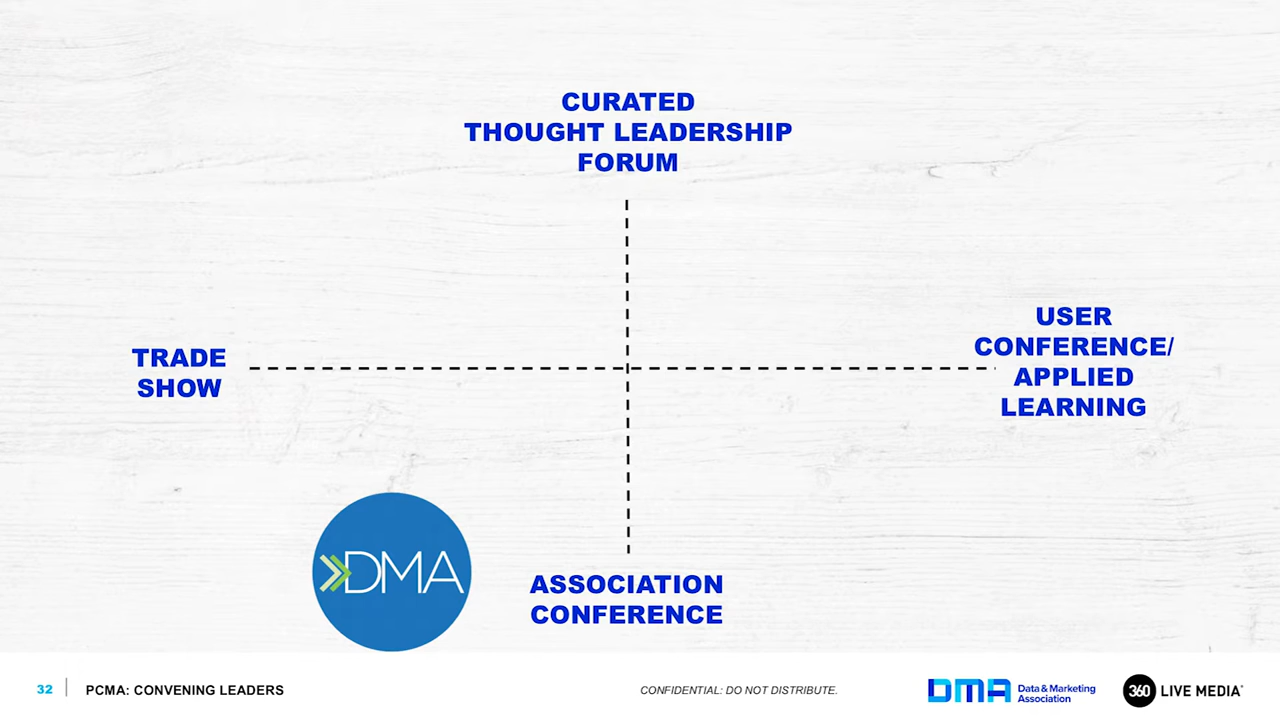 CURATED
THOUGHT LEADERSHIP
FORUM
TRADE
SHOW
USER
CONFERENCE/
APPLIED
LEARNING
DMA
ASSOCIATION
CONFERENCE
32
PCMA: CONVENING LEADERS
CONFIDENTIAL: DO NOT DISTRIBUTE.
DMA
Data & Marketing
Association
360 LIVE MEDIA